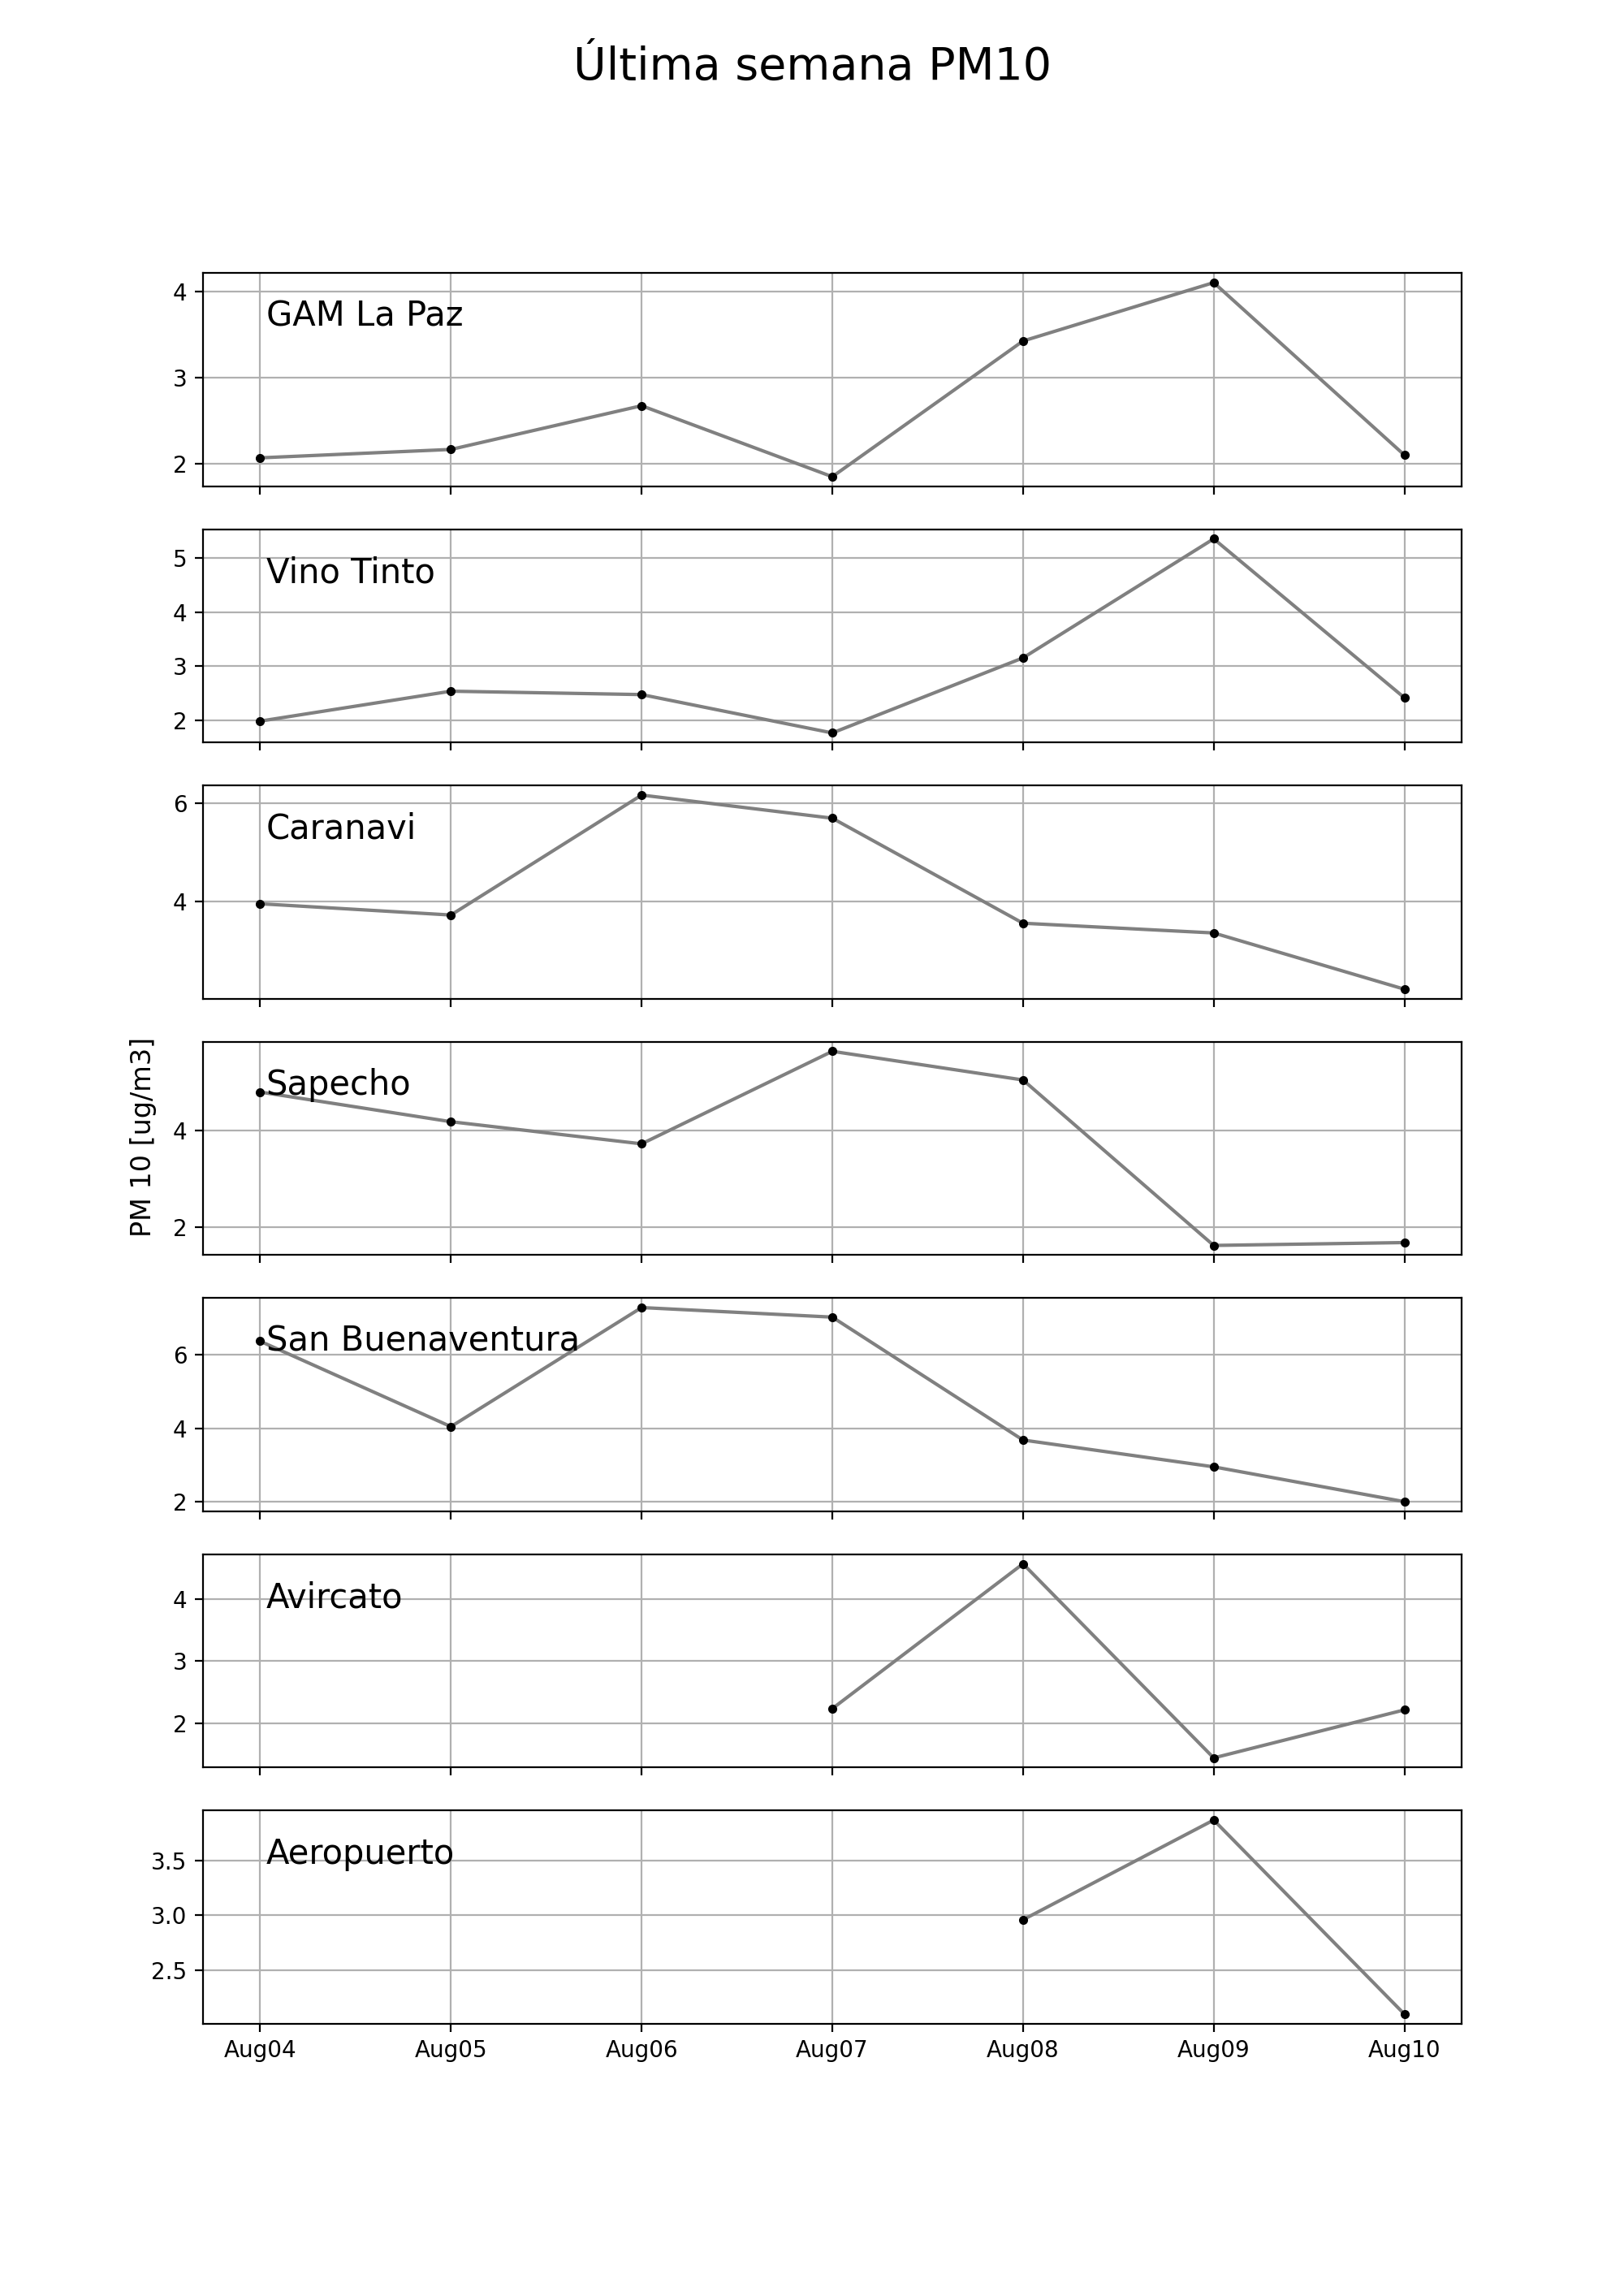 Última semana PM10
GAM La Paz
4
3
2
Vino Tinto
5
4
3
2
Caranavi
6
4
PM 10 [ug/m3]
Sapecho
4
2
San Buenaventura
6
4
2
Avircato
4
3
2
Aeropuerto
3.5
3.0
2.5
Aug04 Aug05 Aug06 Aug07 Aug08 Aug09 Aug10